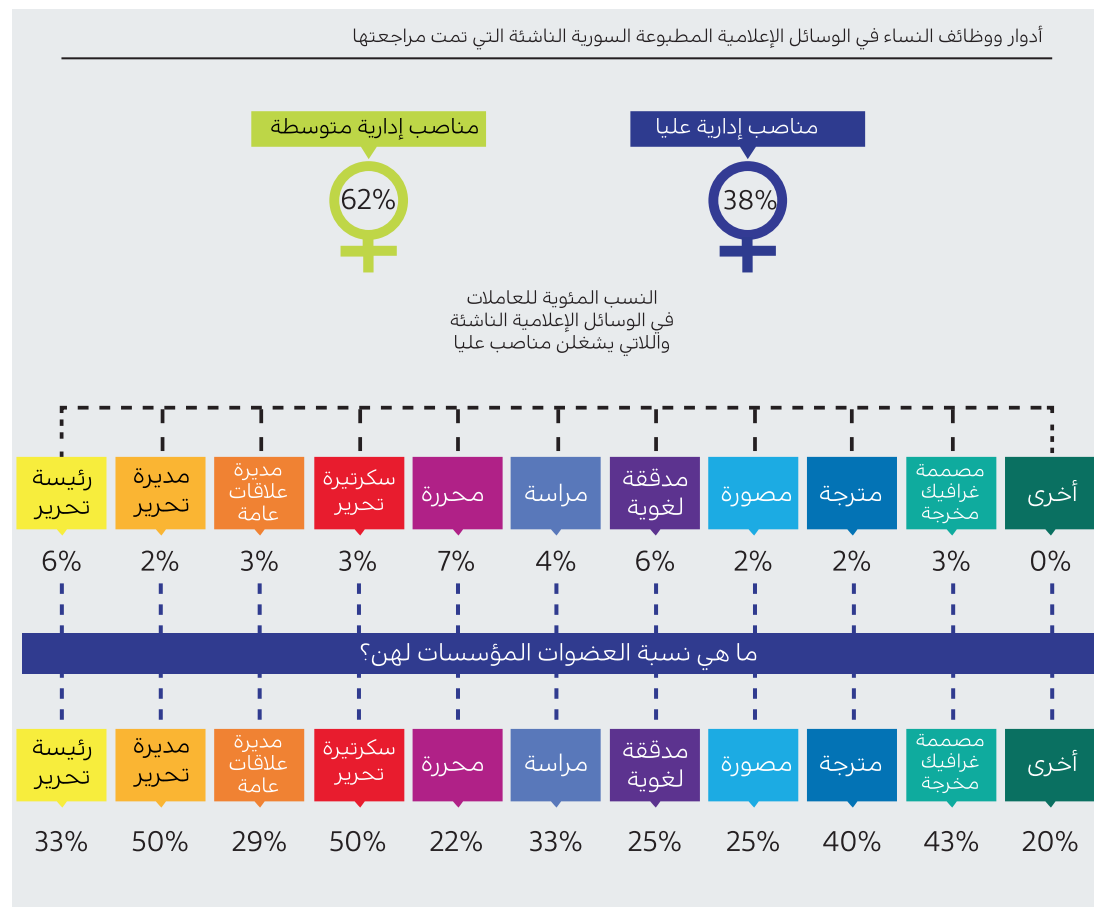 أدوار ووظائف النساء في الوسائل الإعلامية المطبوعة السورية الناشئة التي تمت مراجعتها
مناصب إدارية عليا
38%
مناصب إدارية متوسطة
62%
النسب المئوية للعاملات
في الوسائل الإعلامية الناشئة
واللاتي يشغلن مناصب عليا
أخرى
0%
مصممة
غرافيك
مخرجة
3%
مترجة
2%
مصورة
2%
مدققة
لغوية
6%
مراسة
4%
محررة
7%
سكرتيرة
تحرير
3%
مديرة
علاقات
عامة
3%
مديرة
تحرير
2%
رئيسة
تحرير
6%
ما هي نسبة العضوات المؤسسات لهن؟
أخرى
20%
مصممة
غرافيك
مخرجة
43%
مترجة
40%
مصورة
25%
مدققة
لغوية
25%
مراسة
33%
محررة
22%
سكرتيرة
تحرير
50%
مديرة
علاقات
عامة
29%
مديرة
تحرير
50%
رئيسة
تحرير
33%